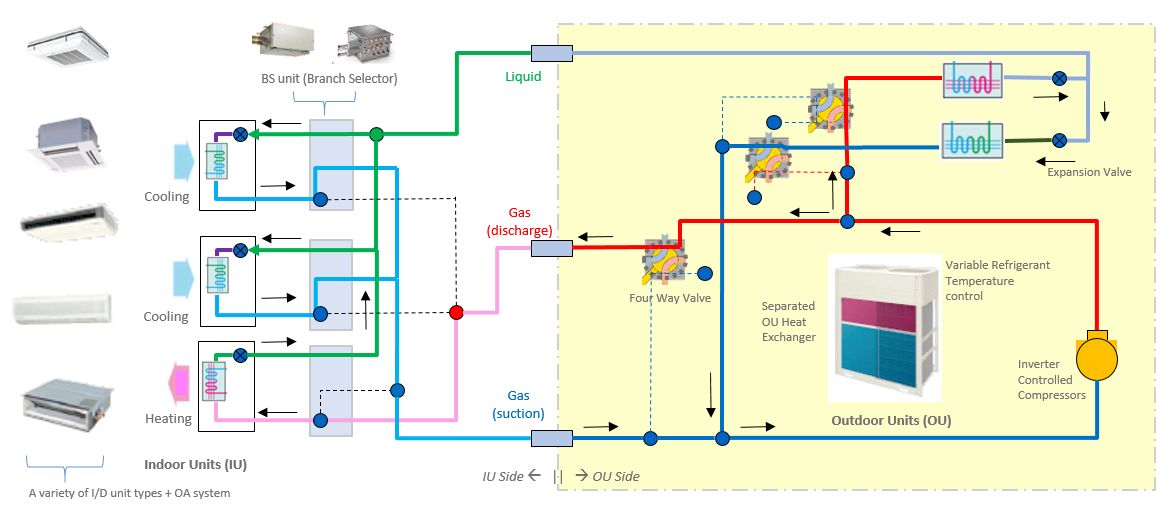 BS unit (Branch Selector)
Liquid
Expansion Valve
Cooling
Gas
(discharge)
Four Way Valve
Variable Refrigerant
Temperature
control
Separated
OU Heat
Exchanger
Cooling
Inverter
Controlled
Compressors
Heating
Gas
(suction)
Outdoor Units (OU)
Indoor Units (IU)
IU Side ← || → OU Side
A variety of I/D unit types + OA system